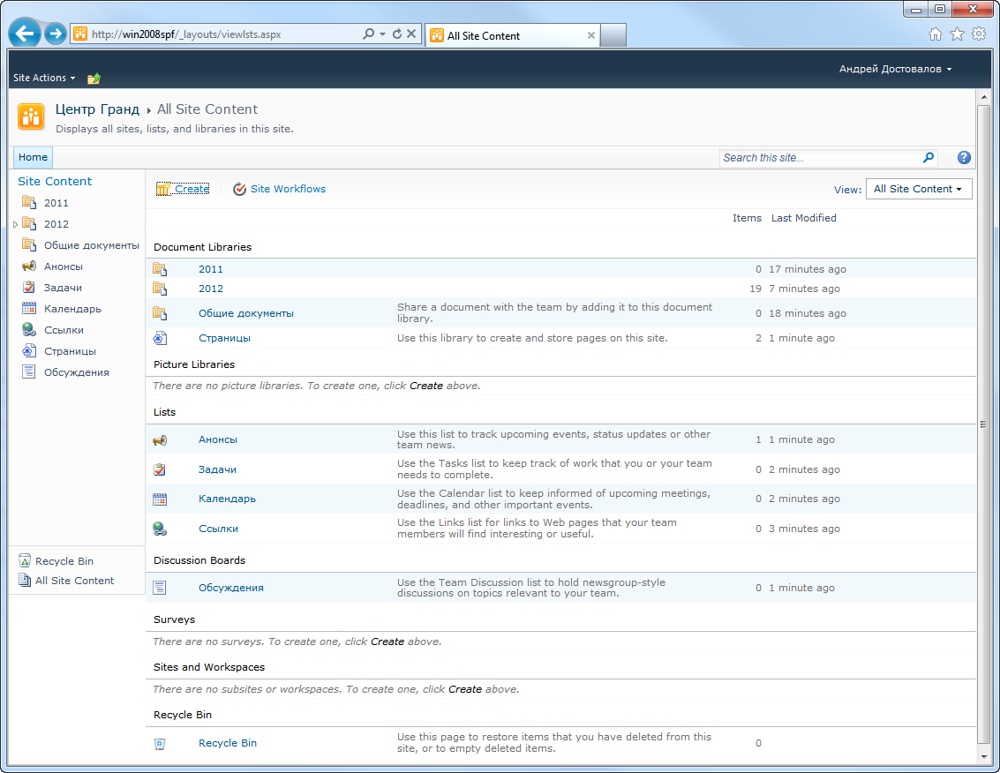 http://win2008spf/_layouts/viewlsts.aspx
All Site Content
Site Actions
Андрей Достовалов
Центр Гранд ▸ All Site Content
Displays all sites, lists, and libraries in this site.
Home
Search this site...
Site Content
2011
2012
Общие документы
Анонсы
Задачи
Календарь
Ссылки
Страницы
Обсуждения
Recycle Bin
All Site Content
Create
Site Workflows
View: All Site Content
Items Last Modified
Document Libraries
2011 0 17 minutes ago
2012 19 7 minutes ago
Общие документы Share a document with the team by adding it to this document
library. 0 18 minutes ago
Страницы Use this library to create and store pages on this site. 2 1 minute ago
Picture Libraries
There are no picture libraries. To create one, click Create above.
Lists
Анонсы Use this list to track upcoming events, status updates or other
team news. 1 1 minute ago
Задачи Use the Tasks list to keep track of work that you or your team
needs to complete. 0 2 minutes ago
Календарь Use the Calendar list to keep informed of upcoming meetings,
deadlines, and other important events. 0 2 minutes ago
Ссылки Use the Links list for links to Web pages that your team
members will find interesting or useful. 0 3 minutes ago
Discussion Boards
Обсуждения Use the Team Discussion list to hold newsgroup-style
discussions on topics relevant to your team. 0 1 minute ago
Surveys
There are no surveys. To create one, click Create above.
Sites and Workspaces
There are no subsites or workspaces. To create one, click Create above.
Recycle Bin
Recycle Bin Use this page to restore items that you have deleted from this
site, or to empty deleted items. 0